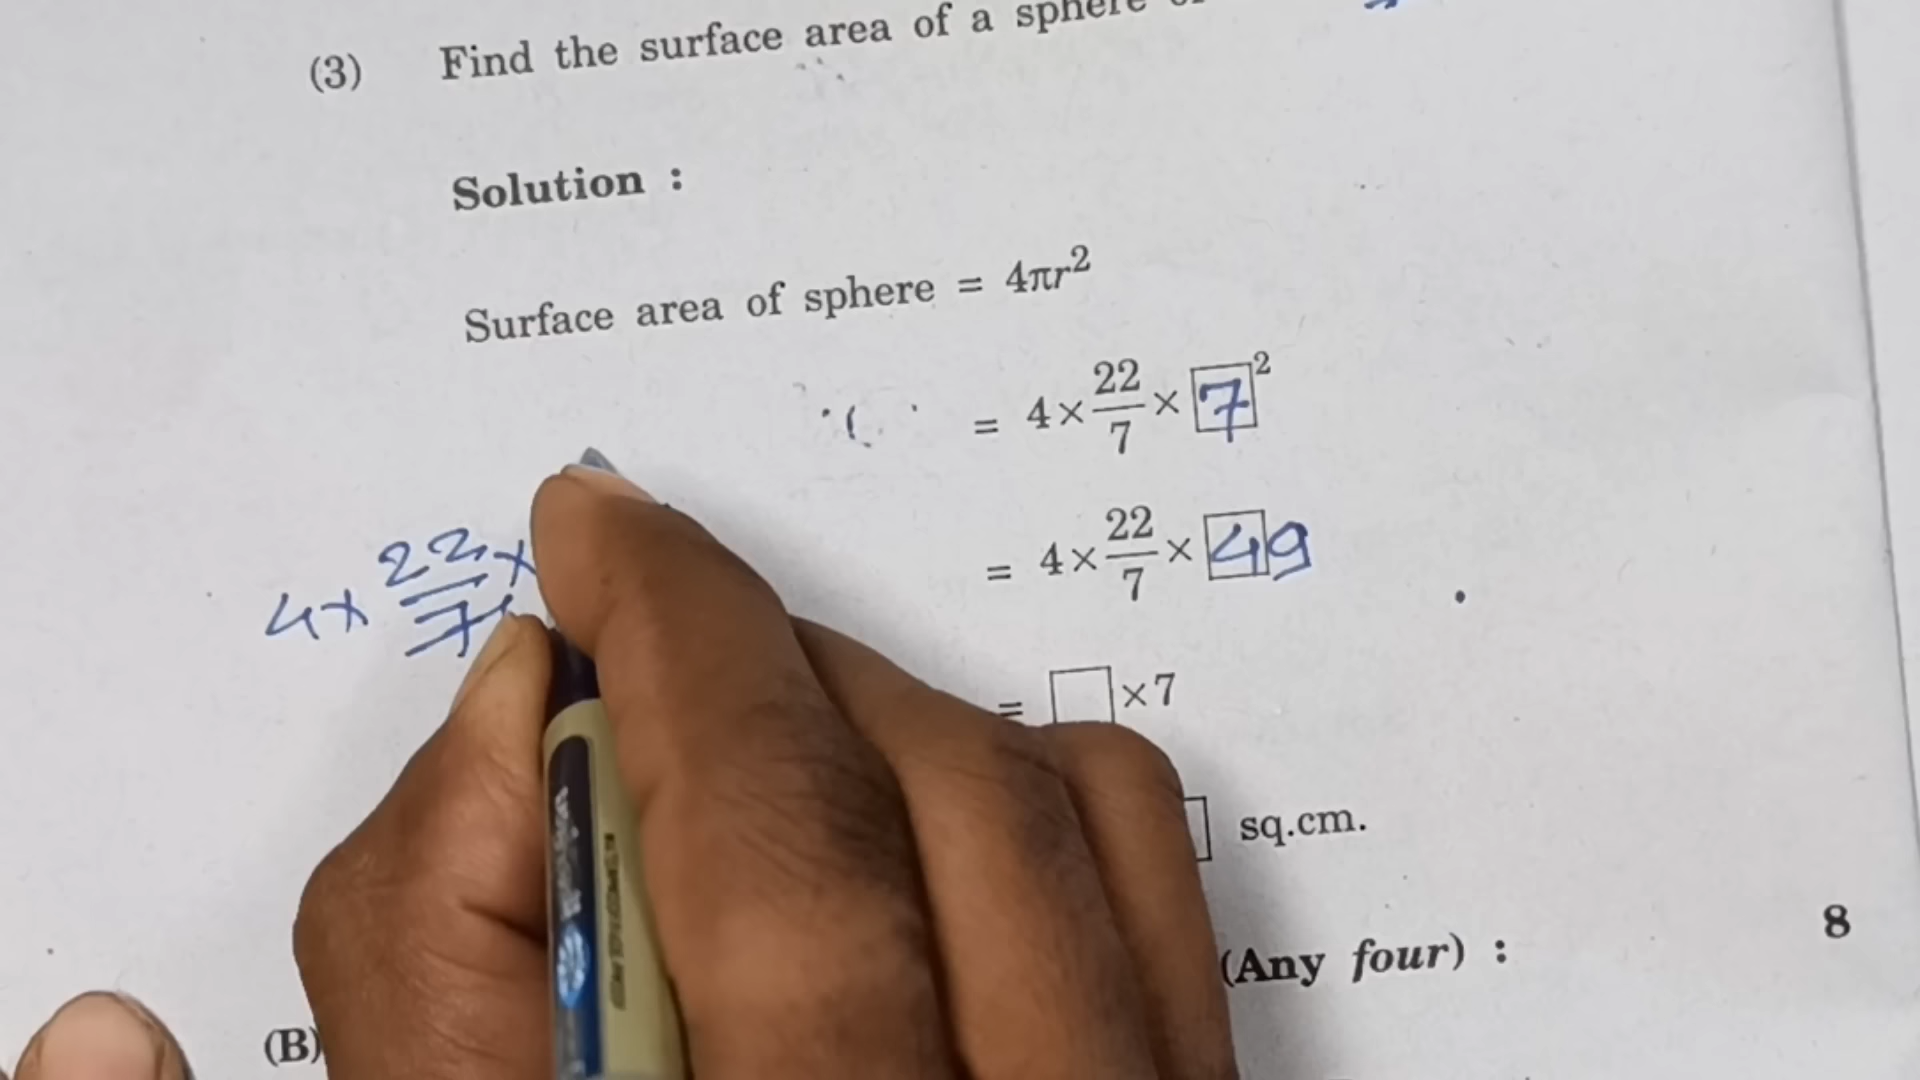 (3) Find the surface area of a sphere
Solution :
Surface area of sphere = 4πr²
= 4 × 22/7 × 7²
= 4 × 22/7 × 49
4 × 22/7 ×
= □ × 7
sq.cm.
(Any four) : 8
(B)